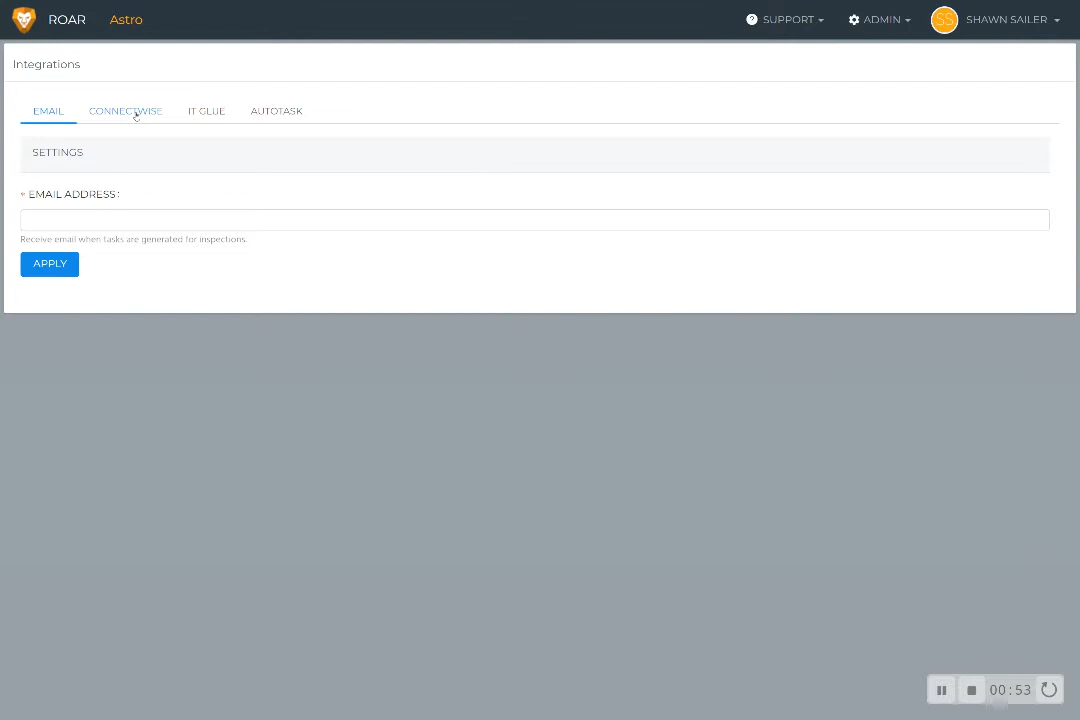 ROAR Astro SUPPORT ADMIN SS SHAWN SAILER
Integrations
EMAIL CONNECTWISE IT GLUE AUTOTASK
SETTINGS
* EMAIL ADDRESS:
Receive email when tasks are generated for inspections.
APPLY
00:53